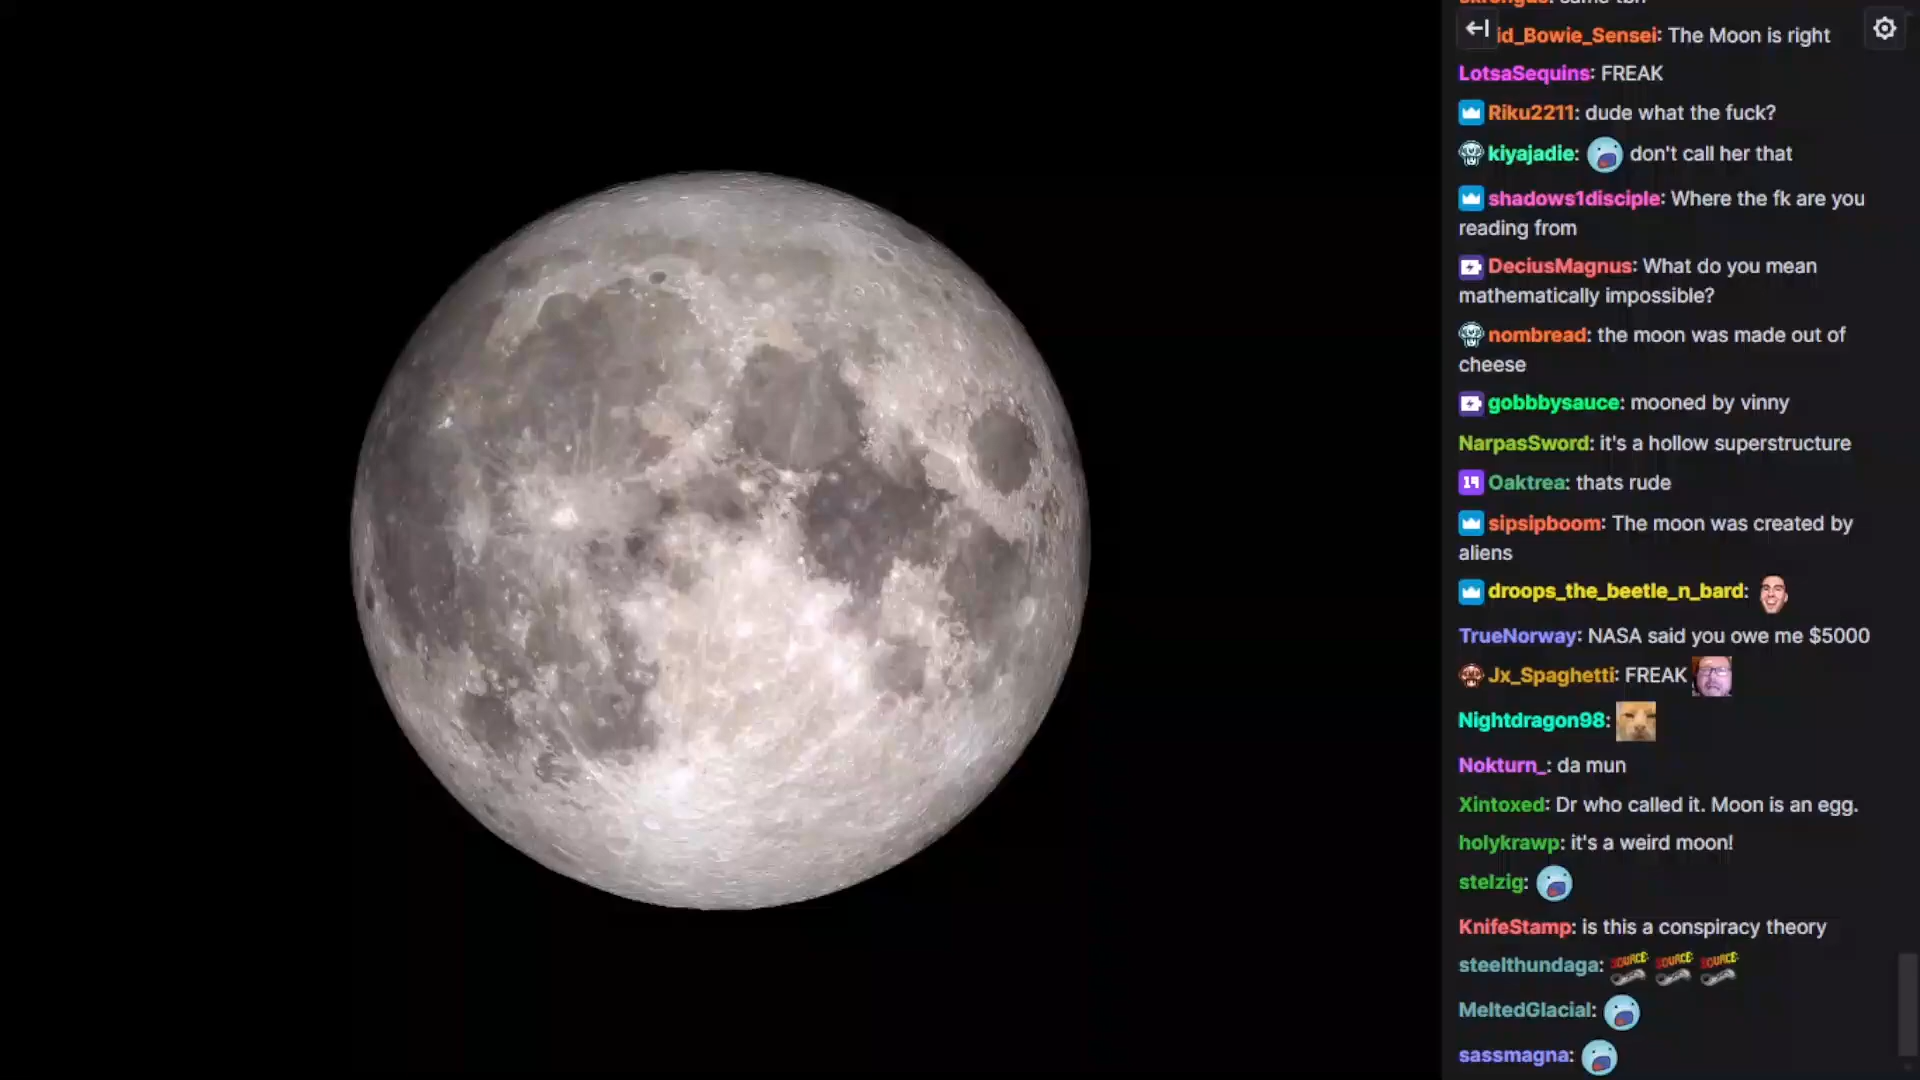 id_Bowie_Sensei: The Moon is right
LotsaSequins: FREAK
Riku2211: dude what the fuck?
kiyajadie: don't call her that
shadows1disciple: Where the fk are you
reading from
DeciusMagnus: What do you mean
mathematically impossible?
nombread: the moon was made out of
cheese
gobbbysauce: mooned by vinny
NarpasSword: it's a hollow superstructure
Oaktrea: thats rude
sipsipboom: The moon was created by
aliens
droops_the_beetle_n_bard:
TrueNorway: NASA said you owe me $5000
Jx_Spaghetti: FREAK
Nightdragon98:
Nokturn_: da mun
Xintoxed: Dr who called it. Moon is an egg.
holykrawp: it's a weird moon!
stelzig:
KnifeStamp: is this a conspiracy theory
steelthundaga: SOURCE: SOURCE: SOURCE:
MeltedGlacial:
sassmagna: